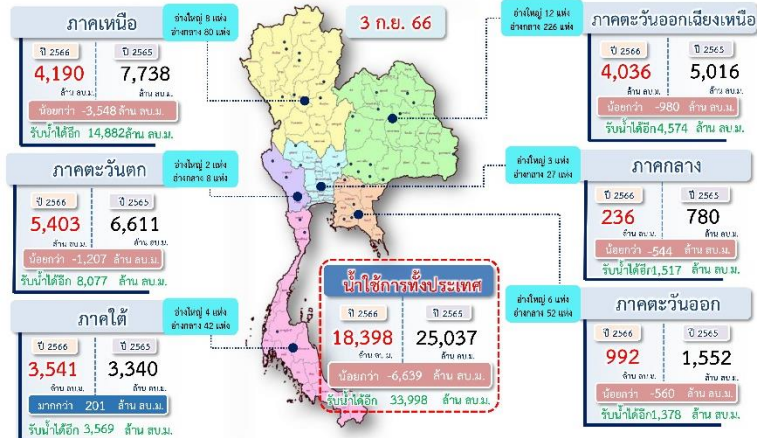 ภาคเหนือ
อ่างใหญ่ 8 แห่ง
อ่างกลาง 80 แห่ง
ปี 2566 ปี 2565
4,190 7,738
ล้าน ลบ.ม. ล้าน ลบ.ม.
น้อยกว่า -3,548 ล้าน ลบ.ม.
รับน้ำได้อีก 14,882ล้าน ลบ.ม.
3 ก.ย. 66
อ่างใหญ่ 12 แห่ง
อ่างกลาง 226 แห่ง
ภาคตะวันออกเฉียงเหนือ
ปี 2566 ปี 2565
4,036 5,016
ล้าน ลบ.ม. ล้าน ลบ.ม.
น้อยกว่า -980 ล้าน ลบ.ม.
รับน้ำได้อีก4,574 ล้าน ลบ.ม.
ภาคตะวันตก
อ่างใหญ่ 2 แห่ง
อ่างกลาง 8 แห่ง
ปี 2566 ปี 2565
5,403 6,611
ล้าน ลบ.ม. ล้าน ลบ.ม.
น้อยกว่า -1,207 ล้าน ลบ.ม.
รับน้ำได้อีก 8,077 ล้าน ลบ.ม.
อ่างใหญ่ 3 แห่ง
อ่างกลาง 27 แห่ง
ภาคกลาง
ปี 2566 ปี 2565
236 780
ล้าน ลบ.ม. ล้าน ลบ.ม.
น้อยกว่า -544 ล้าน ลบ.ม.
รับน้ำได้อีก1,517 ล้าน ลบ.ม.
ภาคใต้
อ่างใหญ่ 4 แห่ง
อ่างกลาง 42 แห่ง
ปี 2566 ปี 2565
3,541 3,340
ล้าน ลบ.ม. ล้าน ลบ.ม.
มากกว่า 201 ล้าน ลบ.ม.
รับน้ำได้อีก 3,569 ล้าน ลบ.ม.
น้ำใช้การทั้งประเทศ
ปี 2566 ปี 2565
18,398 25,037
ล้าน ลบ.ม. ล้าน ลบ.ม.
น้อยกว่า -6,639 ล้าน ลบ.ม.
รับน้ำได้อีก 33,998 ล้าน ลบ.ม.
อ่างใหญ่ 6 แห่ง
อ่างกลาง 52 แห่ง
ภาคตะวันออก
ปี 2566 ปี 2565
992 1,552
ล้าน ลบ.ม. ล้าน ลบ.ม.
น้อยกว่า -560 ล้าน ลบ.ม.
รับน้ำได้อีก1,378 ล้าน ลบ.ม.